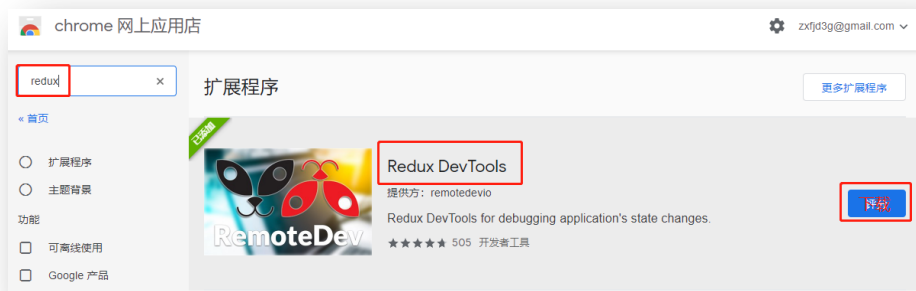 chrome 网上应用店
zxfjd3g@gmail.com
redux
扩展程序
更多扩展程序
« 首页
已添加
扩展程序
主题背景
功能
可离线使用
Google 产品
RemoteDev
Redux DevTools
提供方：remotedevio
Redux DevTools for debugging application's state changes.
505 开发者工具